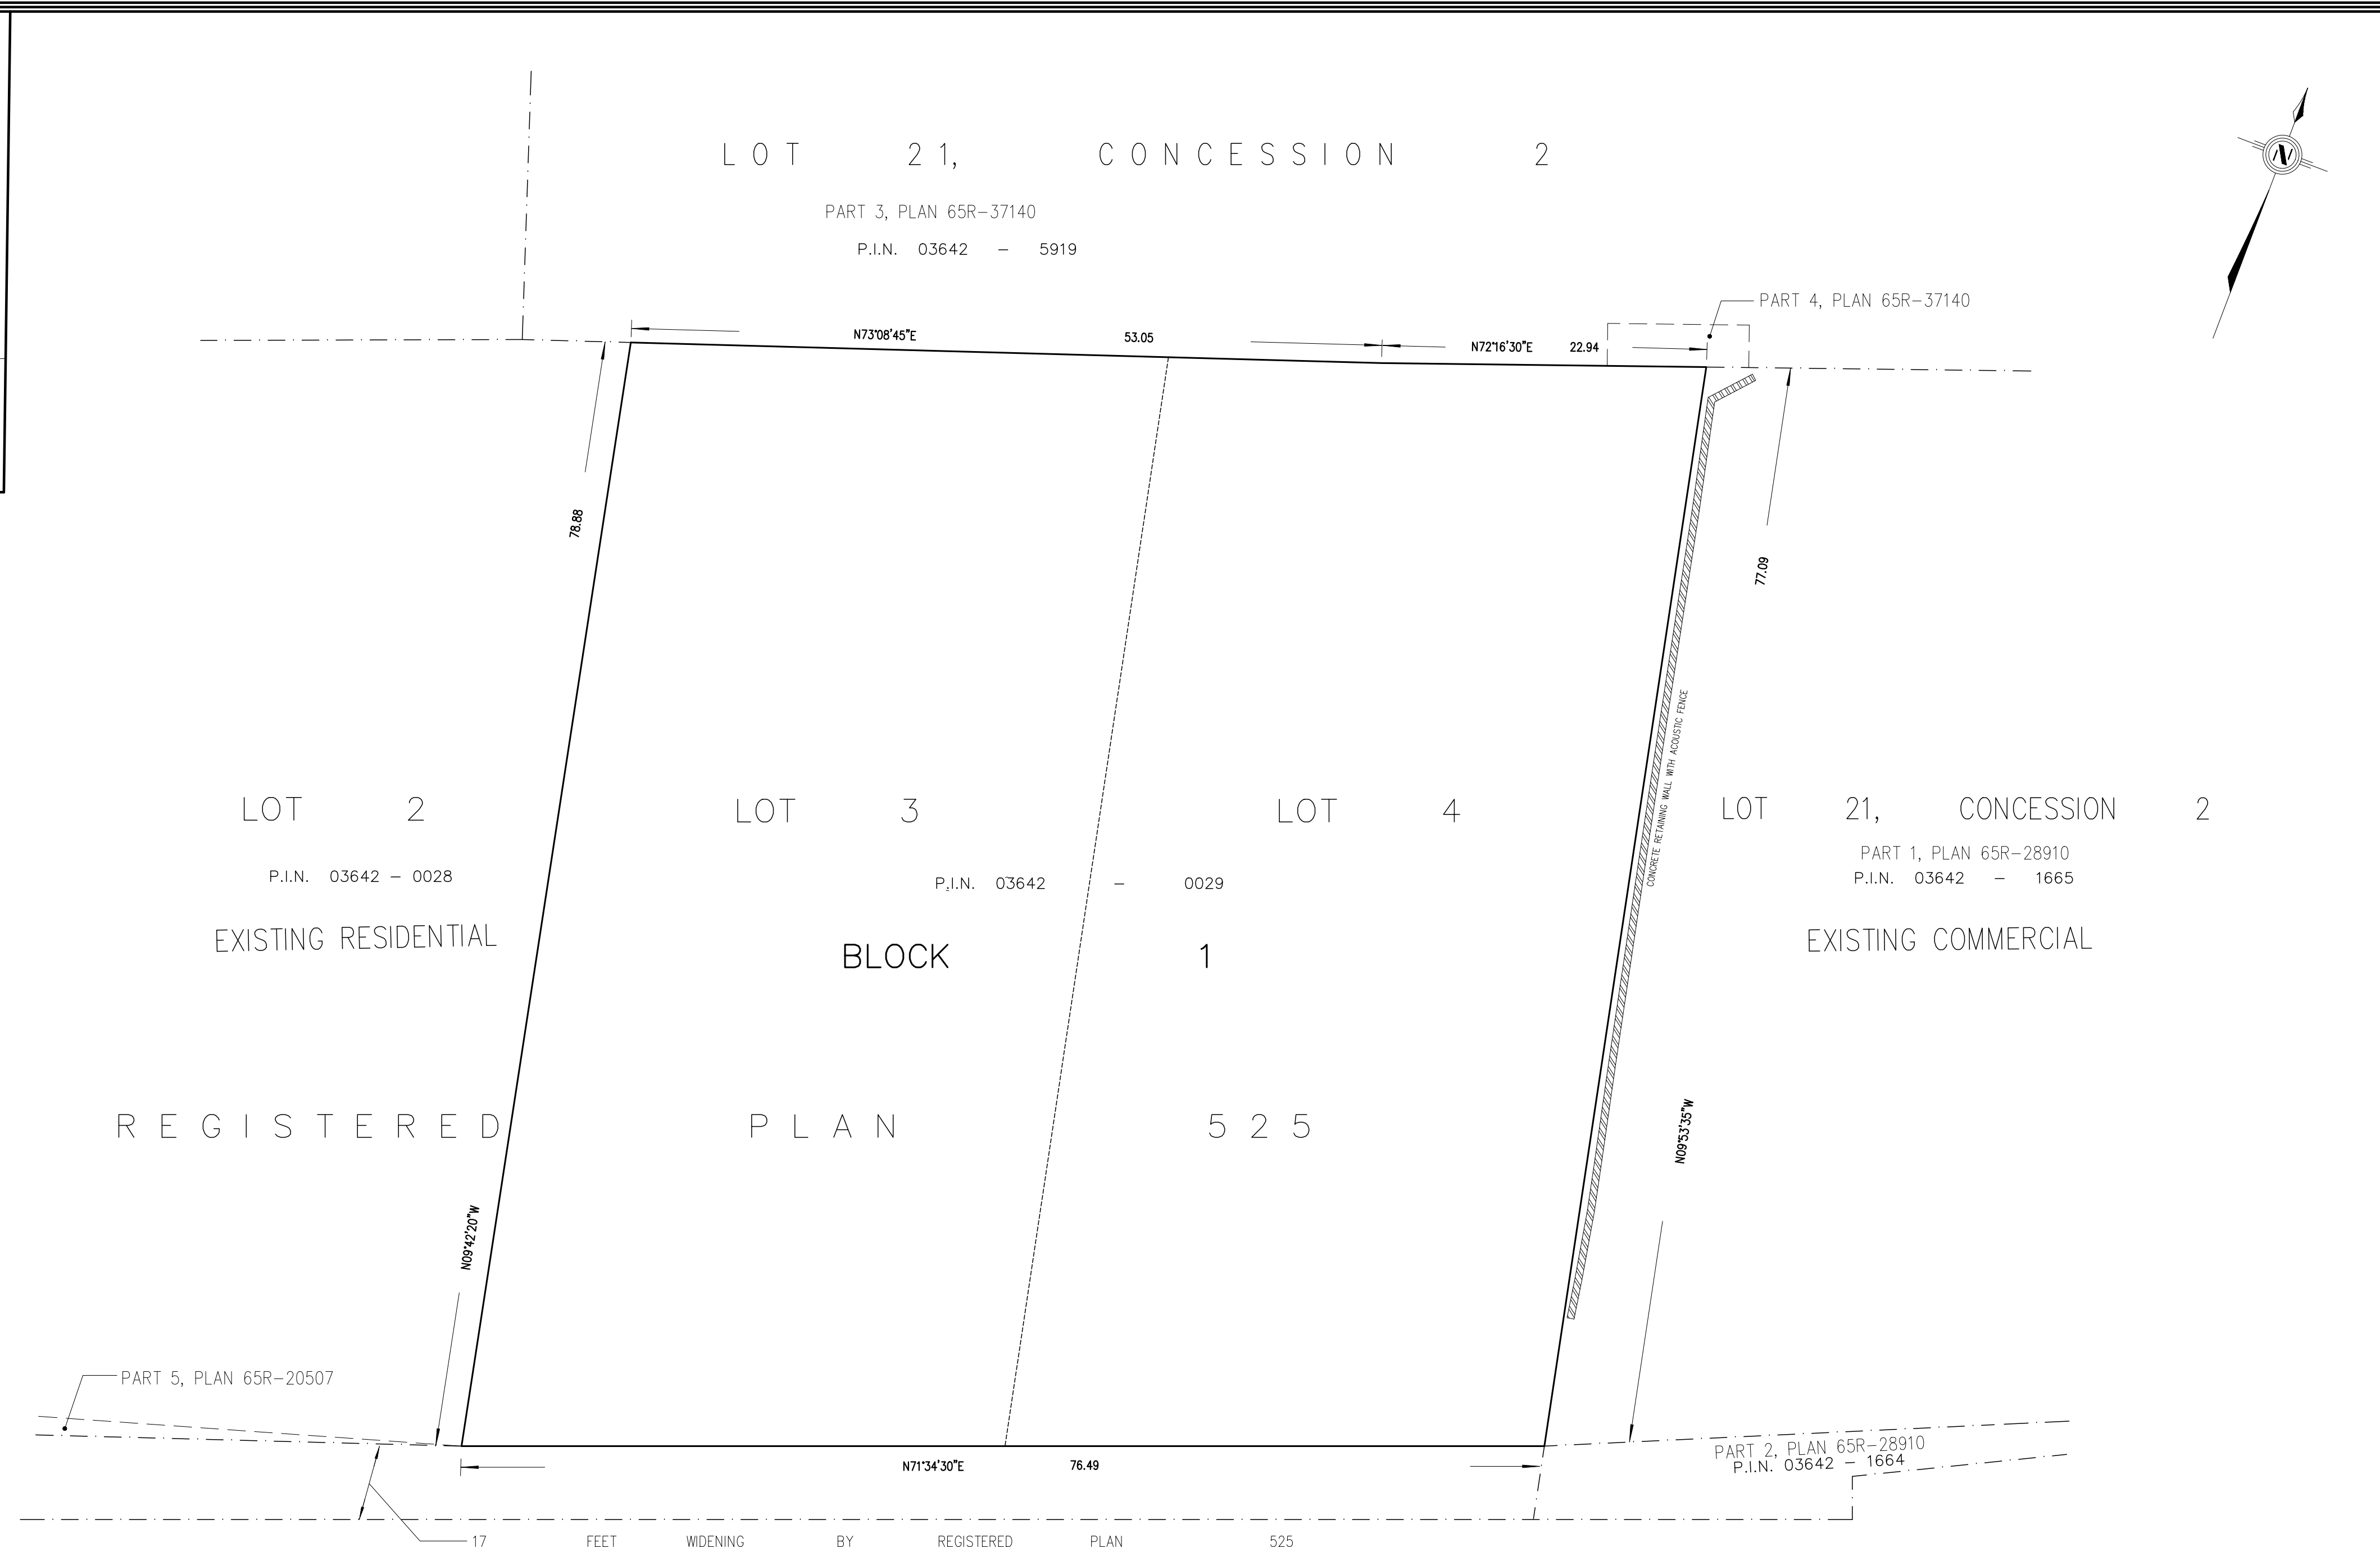 LOT 21, CONCESSION 2
PART 3, PLAN 65R-37140
P.I.N. 03642 - 5919
N
PART 4, PLAN 65R-37140
N73°08'45"E 53.05
N72°16'30"E 22.94
78.88
77.09
CONCRETE RETAINING WALL WITH ACOUSTIC FENCE
LOT 2
LOT 3
LOT 4
LOT 21, CONCESSION 2
PART 1, PLAN 65R-28910
P.I.N. 03642 - 1665
P.I.N. 03642 - 0028
P.I.N. 03642 - 0029
EXISTING RESIDENTIAL
EXISTING COMMERCIAL
BLOCK 1
REGISTERED PLAN 525
N09°53'35"W
N09°42'20"W
PART 5, PLAN 65R-20507
N71°34'30"E 76.49
PART 2, PLAN 65R-28910
P.I.N. 03642 - 1664
17 FEET WIDENING BY REGISTERED PLAN 525